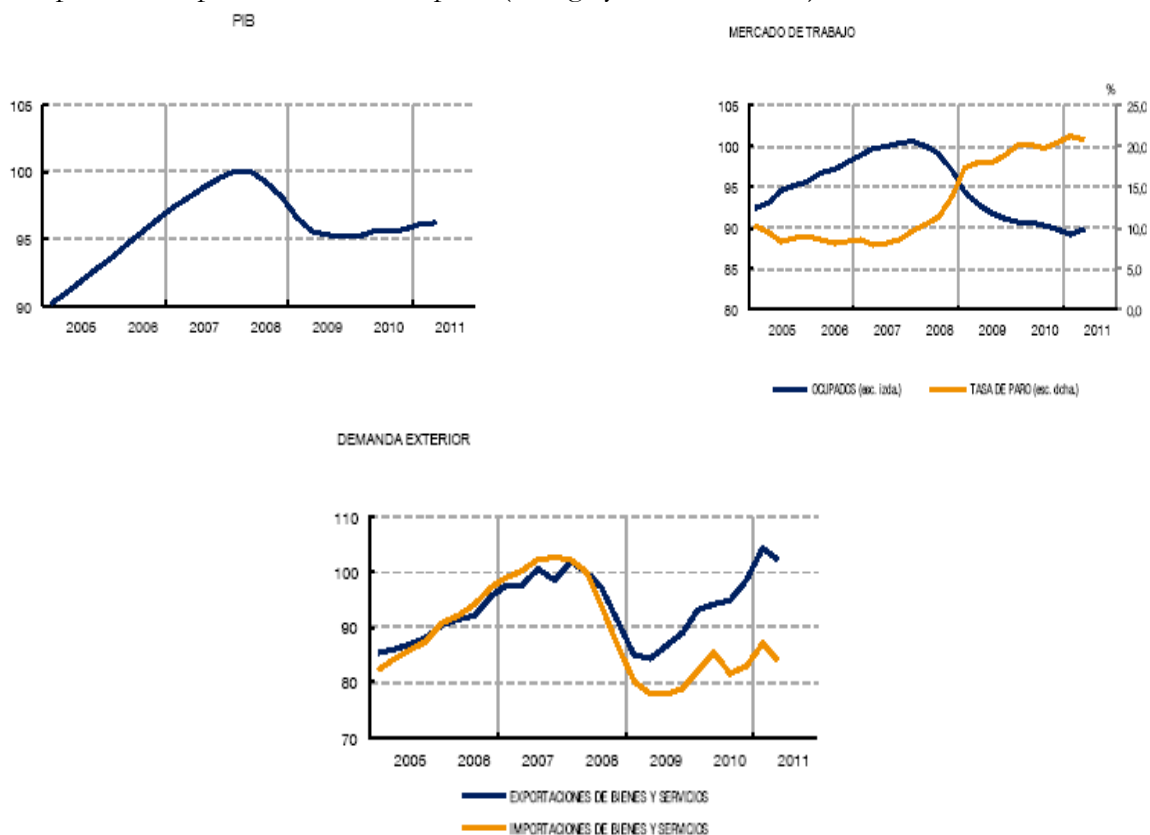 PIB
105
100
95
90
2005 2006 2007 2008 2009 2010 2011
MERCADO DE TRABAJO
%
105 25,0
100 20,0
95 15,0
90 10,0
85 5,0
80 0,0
2005 2006 2007 2008 2009 2010 2011
OCUPADOS (esc. izda.) TASA DE PARO (esc. dcha.)
DEMANDA EXTERIOR
110
100
90
80
70
2005 2006 2007 2008 2009 2010 2011
EXPORTACIONES DE BIENES Y SERVICIOS
IMPORTACIONES DE BIENES Y SERVICIOS